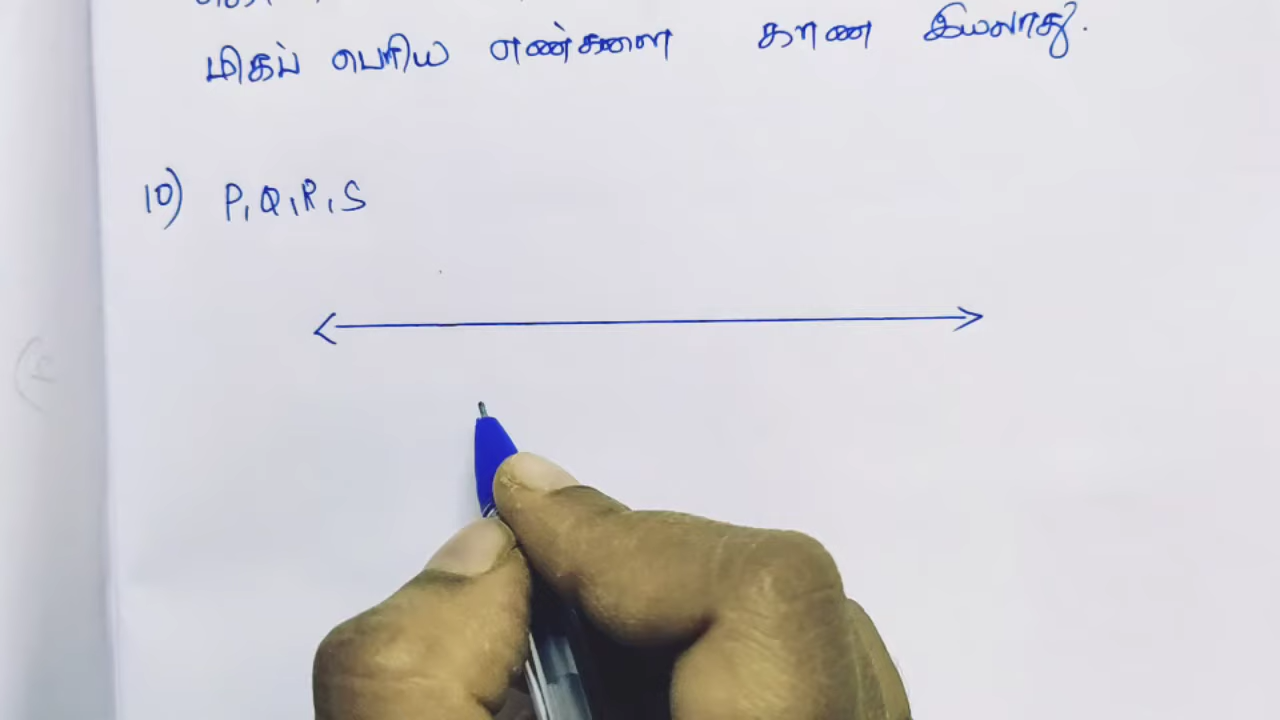 மிகப் பெரிய எண்களை காண இயலாது.
10) P, Q, R, S